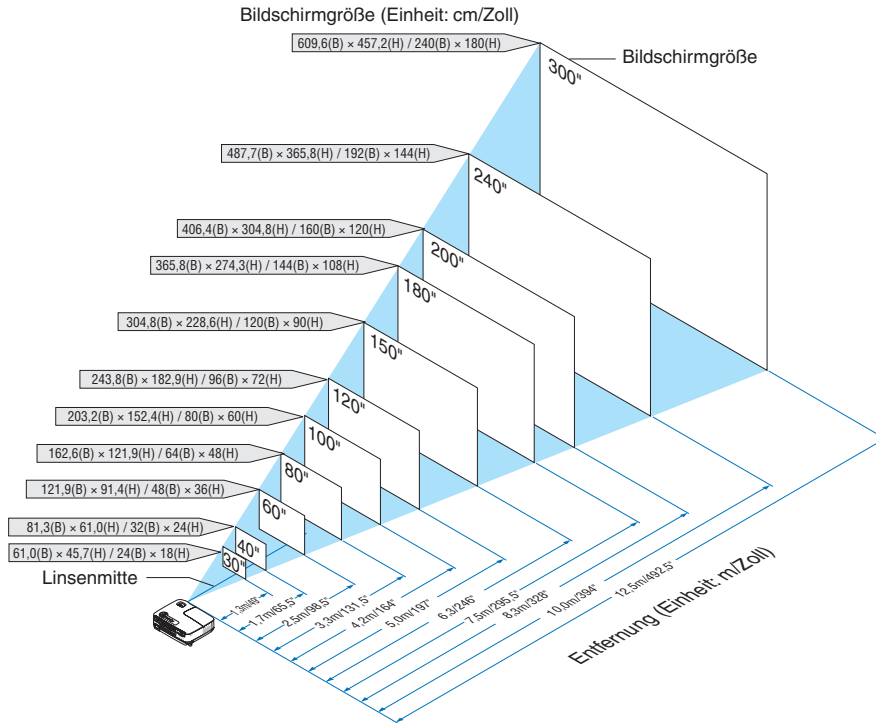 Bildschirmgröße (Einheit: cm/Zoll)
609,6(B) × 457,2(H) / 240(B) × 180(H)
Bildschirmgröße
300"
487,7(B) × 365,8(H) / 192(B) × 144(H)
240"
406,4(B) × 304,8(H) / 160(B) × 120(H)
200"
365,8(B) × 274,3(H) / 144(B) × 108(H)
180"
304,8(B) × 228,6(H) / 120(B) × 90(H)
150"
243,8(B) × 182,9(H) / 96(B) × 72(H)
120"
203,2(B) × 152,4(H) / 80(B) × 60(H)
100"
162,6(B) × 121,9(H) / 64(B) × 48(H)
80"
121,9(B) × 91,4(H) / 48(B) × 36(H)
60"
81,3(B) × 61,0(H) / 32(B) × 24(H)
40"
61,0(B) × 45,7(H) / 24(B) × 18(H)
30"
Linsenmitte
1,3m/49"
1,7m/65,5"
2,5m/98,5"
3,3m/131,5"
4,2m/164"
5,0m/197"
6,3/246"
7,5m/295,5"
8,3m/328"
10,0m/394"
12,5m/492,5"
Entfernung (Einheit: m/Zoll)